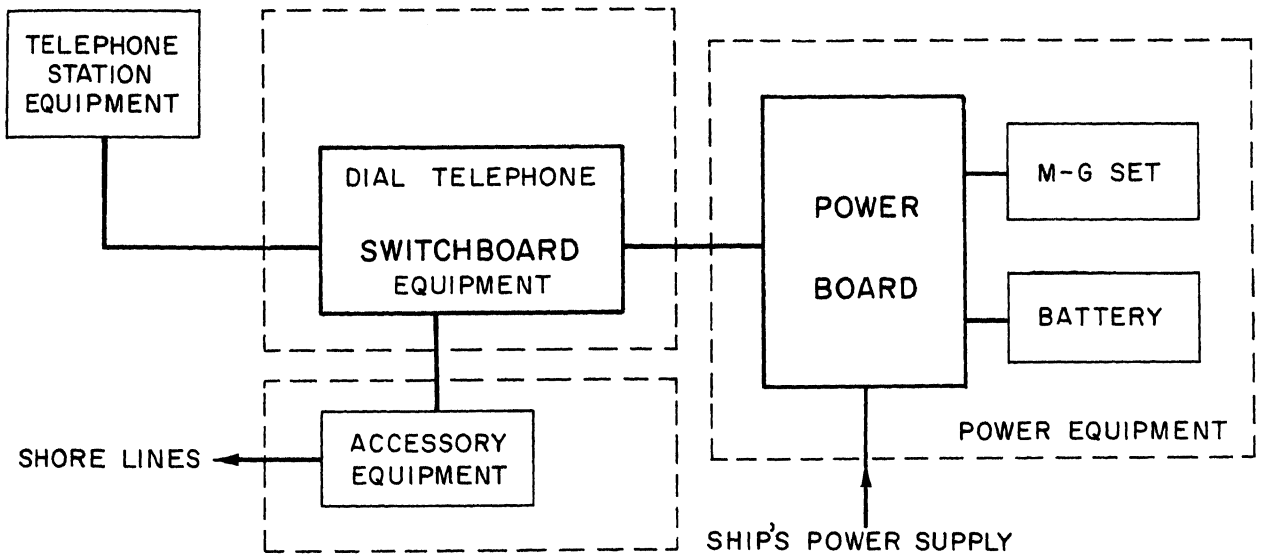 TELEPHONE
STATION
EQUIPMENT
DIAL TELEPHONE
SWITCHBOARD
EQUIPMENT
POWER
BOARD
M-G SET
BATTERY
POWER EQUIPMENT
ACCESSORY
EQUIPMENT
SHORE LINES
SHIP'S POWER SUPPLY